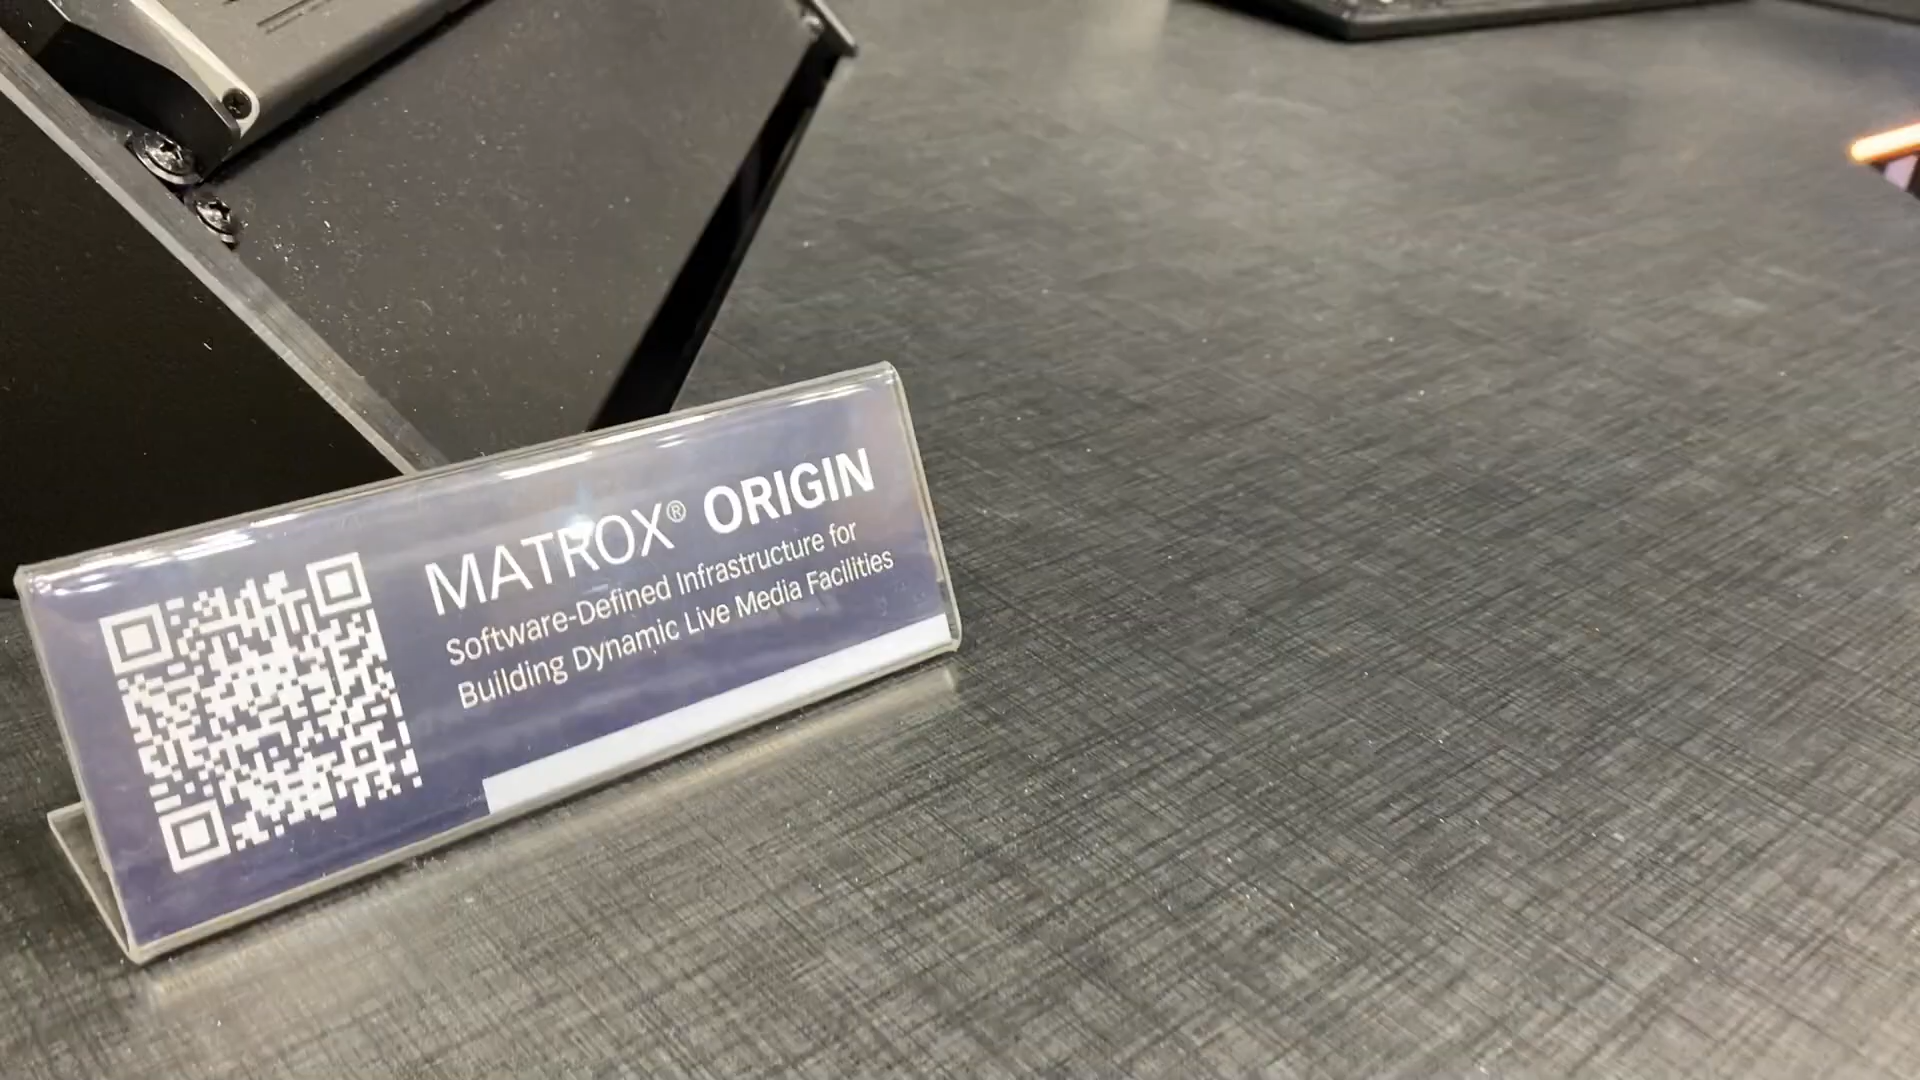 MATROX® ORIGIN
Software-Defined Infrastructure for
Building Dynamic Live Media Facilities